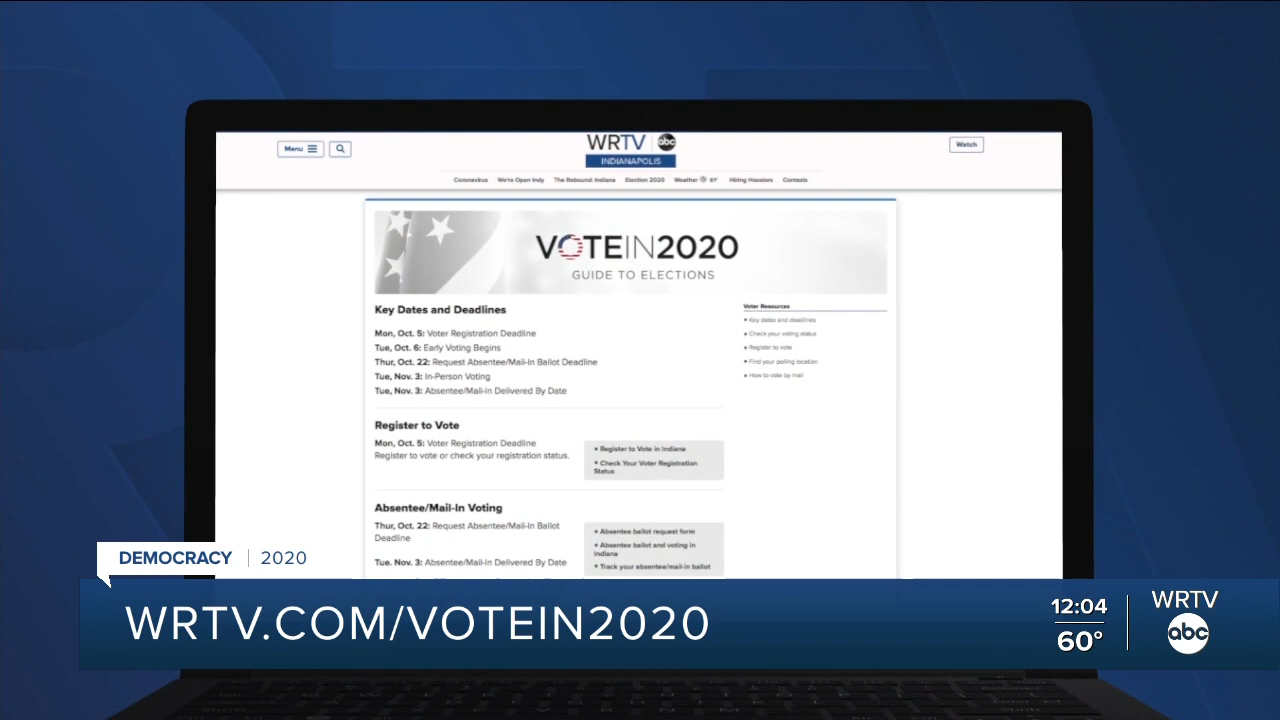 Menu
WRTV abc
INDIANAPOLIS
Watch
Coronavirus We're Open Indy The Rebound: Indiana Election 2020 Weather 61° Hiring Hoosiers Contests
VOTEIN2020
GUIDE TO ELECTIONS
Key Dates and Deadlines
Mon, Oct. 5: Voter Registration Deadline
Tue, Oct. 6: Early Voting Begins
Thur, Oct. 22: Request Absentee/Mail-In Ballot Deadline
Tue, Nov. 3: In-Person Voting
Tue, Nov. 3: Absentee/Mail-In Delivered By Date
Voter Resources
• Key dates and deadlines
• Check your voting status
• Register to vote
• Find your polling location
• How to vote by mail
Register to Vote
Mon, Oct. 5: Voter Registration Deadline
Register to vote or check your registration status.
• Register to Vote in Indiana
• Check Your Voter Registration
Status
Absentee/Mail-In Voting
Thur, Oct. 22: Request Absentee/Mail-In Ballot
Deadline
Tue. Nov. 3: Absentee/Mail-In Delivered By Date
• Absentee ballot request form
• Absentee ballot and voting in
Indiana
• Track your absentee/mail-in ballot
DEMOCRACY | 2020
WRTV.COM/VOTEIN2020
12:04
60°
WRTV
abc